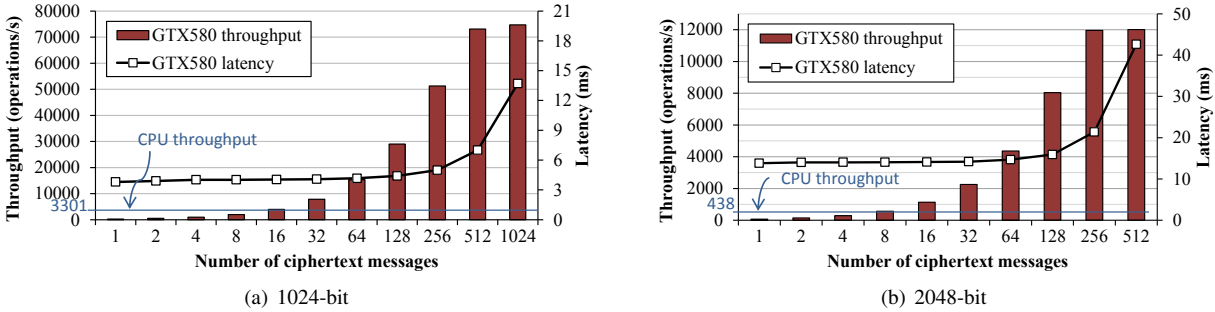 Throughput (operations/s)
80000
70000
60000
50000
40000
30000
20000
10000
0
3301
GTX580 throughput
GTX580 latency
CPU throughput
21
18
15
12
9
6
3
0
Latency (ms)
1 2 4 8 16 32 64 128 256 512 1024
Number of ciphertext messages
(a) 1024-bit
Throughput (operations/s)
12000
10000
8000
6000
4000
2000
0
438
GTX580 throughput
GTX580 latency
CPU throughput
50
40
30
20
10
0
Latency (ms)
1 2 4 8 16 32 64 128 256 512
Number of ciphertext messages
(b) 2048-bit